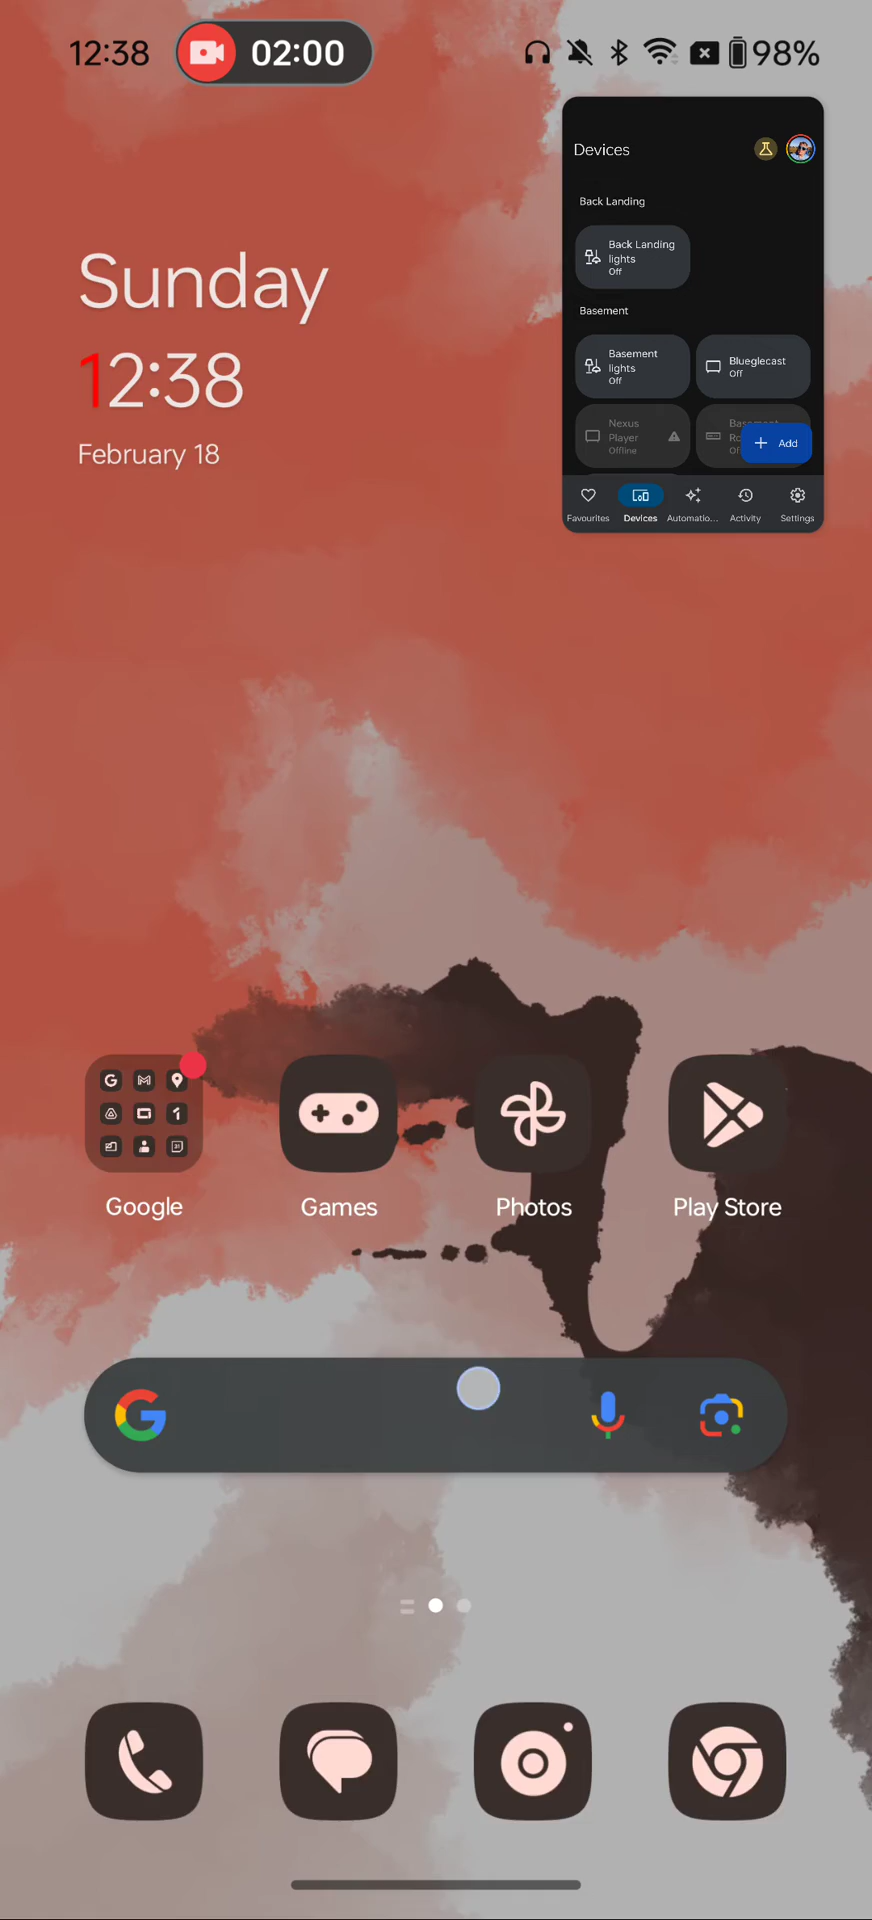 12:38
02:00
98%
Devices
Back Landing
Back Landing
lights
Off
Basement
Basement
lights
Off
Blueglecast
Off
Nexus
Player
Offline
Add
Favourites
Devices
Automatio...
Activity
Settings
Sunday
12:38
February 18
31
Google
Games
Photos
Play Store